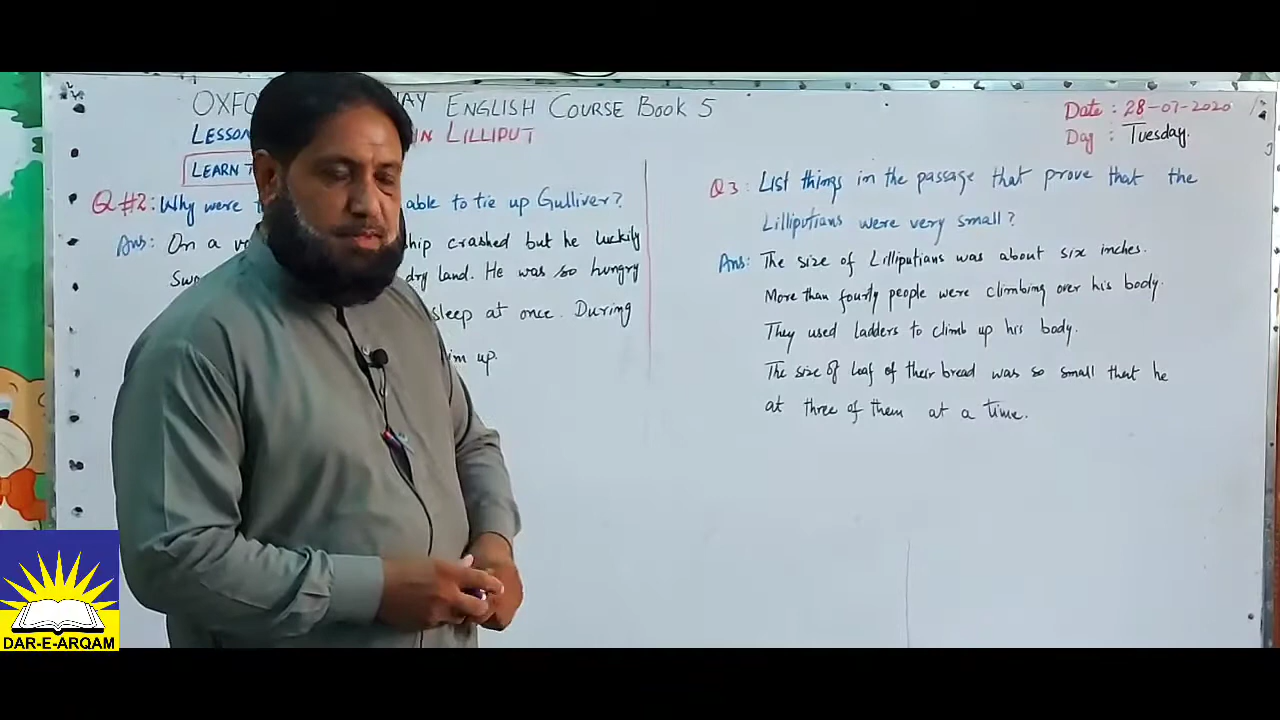 OXFO WAY ENGLISH COURSE BOOK 5
LESSON IN LILLIPUT
LEARN T
Q #2: Why were t able to tie up Gulliver?
Ans: On a vo ship crashed but he luckily
swa dry land. He was so hungry
sleep at once. During
im up.
Date : 28-07-2020
Day : Tuesday.
Q3: List things in the passage that prove that the
Lilliputians were very small?
Ans: The size of Lilliputians was about six inches.
More than fourty people were climbing over his body.
They used ladders to climb up his body.
The size of loaf of their bread was so small that he
at three of them at a time.
DAR-E-ARQAM